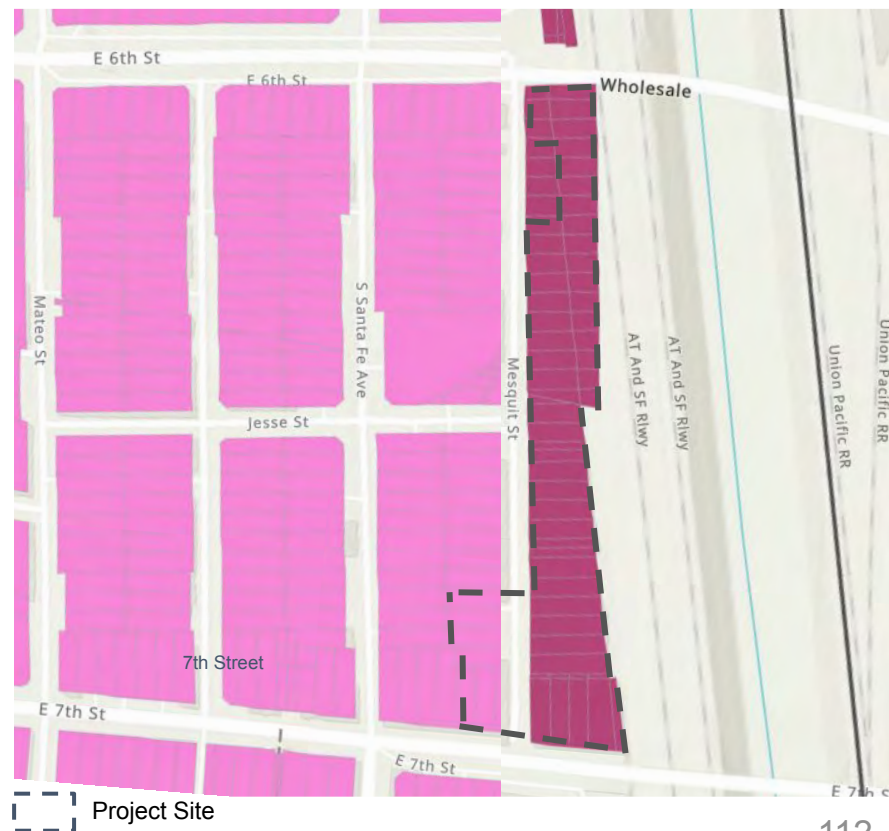 E 6th St
E 6th St
Wholesale
Mateo St
S Santa Fe Ave
Mesquit St
AT And SF Rlwy
AT And SF Rlwy
Union Pacific RR
Union Pacific RR
Jesse St
7th Street
E 7th St
E 7th St
E 7th S
Project Site
112